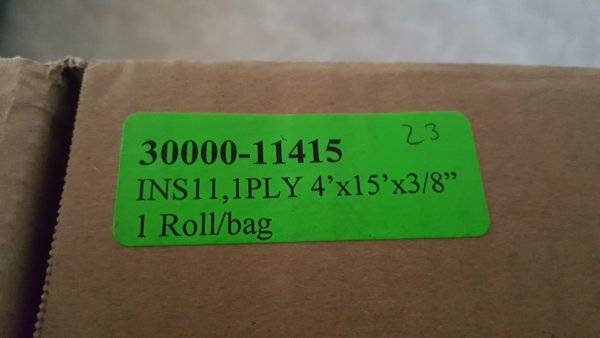 23
30000-11415
INS11,1PLY 4’x15’x3/8”
1 Roll/bag